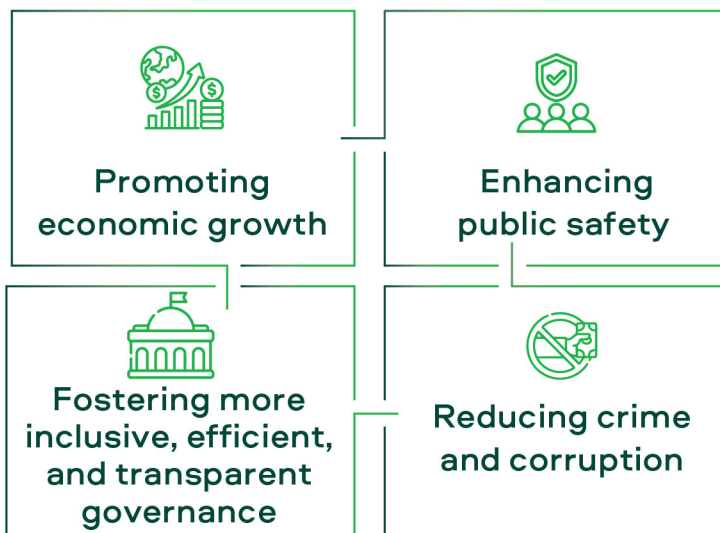 Promoting
economic growth
Enhancing
public safety
Fostering more
inclusive, efficient,
and transparent
governance
Reducing crime
and corruption